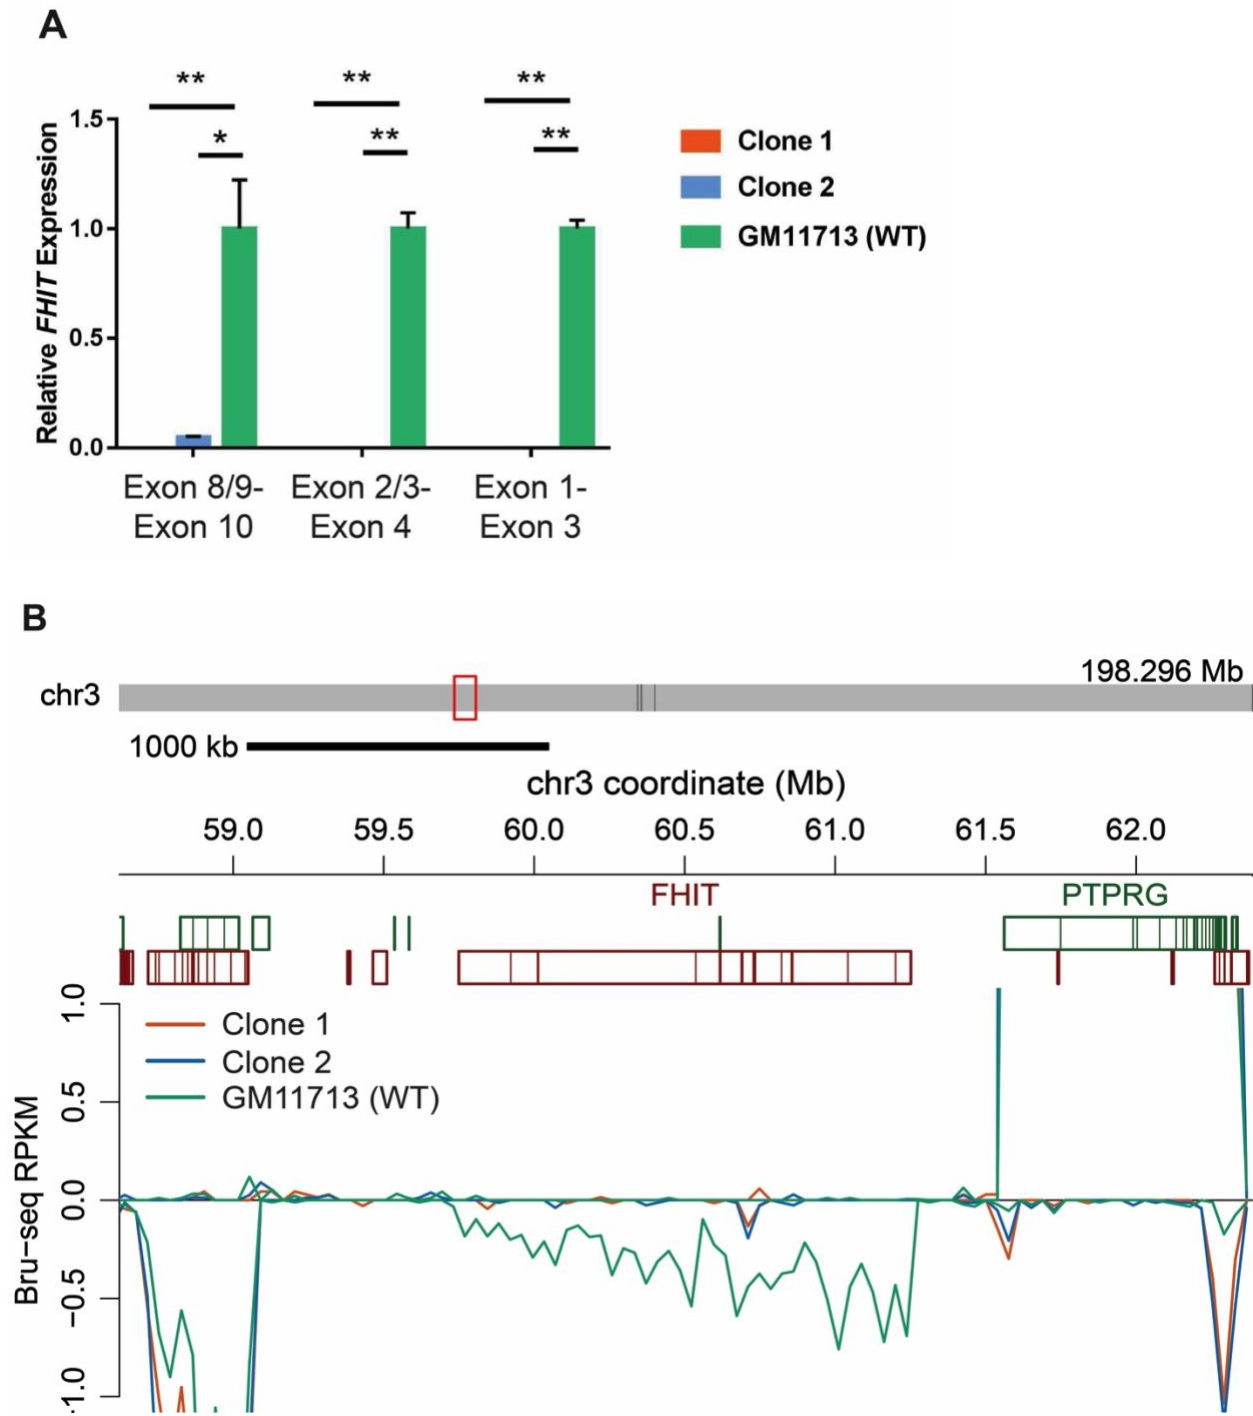 A
** ** **
* ** **
1.5
1.0
0.5
0.0
Relative FHIT Expression
Exon 8/9-
Exon 10
Exon 2/3-
Exon 4
Exon 1-
Exon 3
Clone 1
Clone 2
GM11713 (WT)
B
198.296 Mb
chr3
1000 kb
chr3 coordinate (Mb)
59.0 59.5 60.0 60.5 61.0 61.5 62.0
FHIT PTPRG
Clone 1
Clone 2
GM11713 (WT)
1.0
0.5
0.0
−0.5
-1.0
Bru−seq RPKM